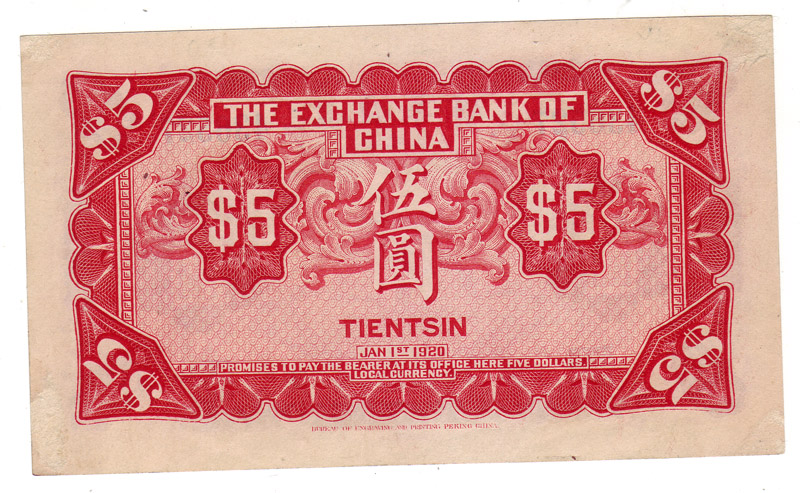 $5
$5
THE EXCHANGE BANK OF
CHINA
$5
伍
圓
$5
TIENTSIN
JAN 1ST 1920
PROMISES TO PAY THE BEARER AT ITS OFFICE HERE FIVE DOLLARS,
LOCAL CURRENCY.
$5
$5
BUREAU OF ENGRAVING AND PRINTING PEKING CHINA.